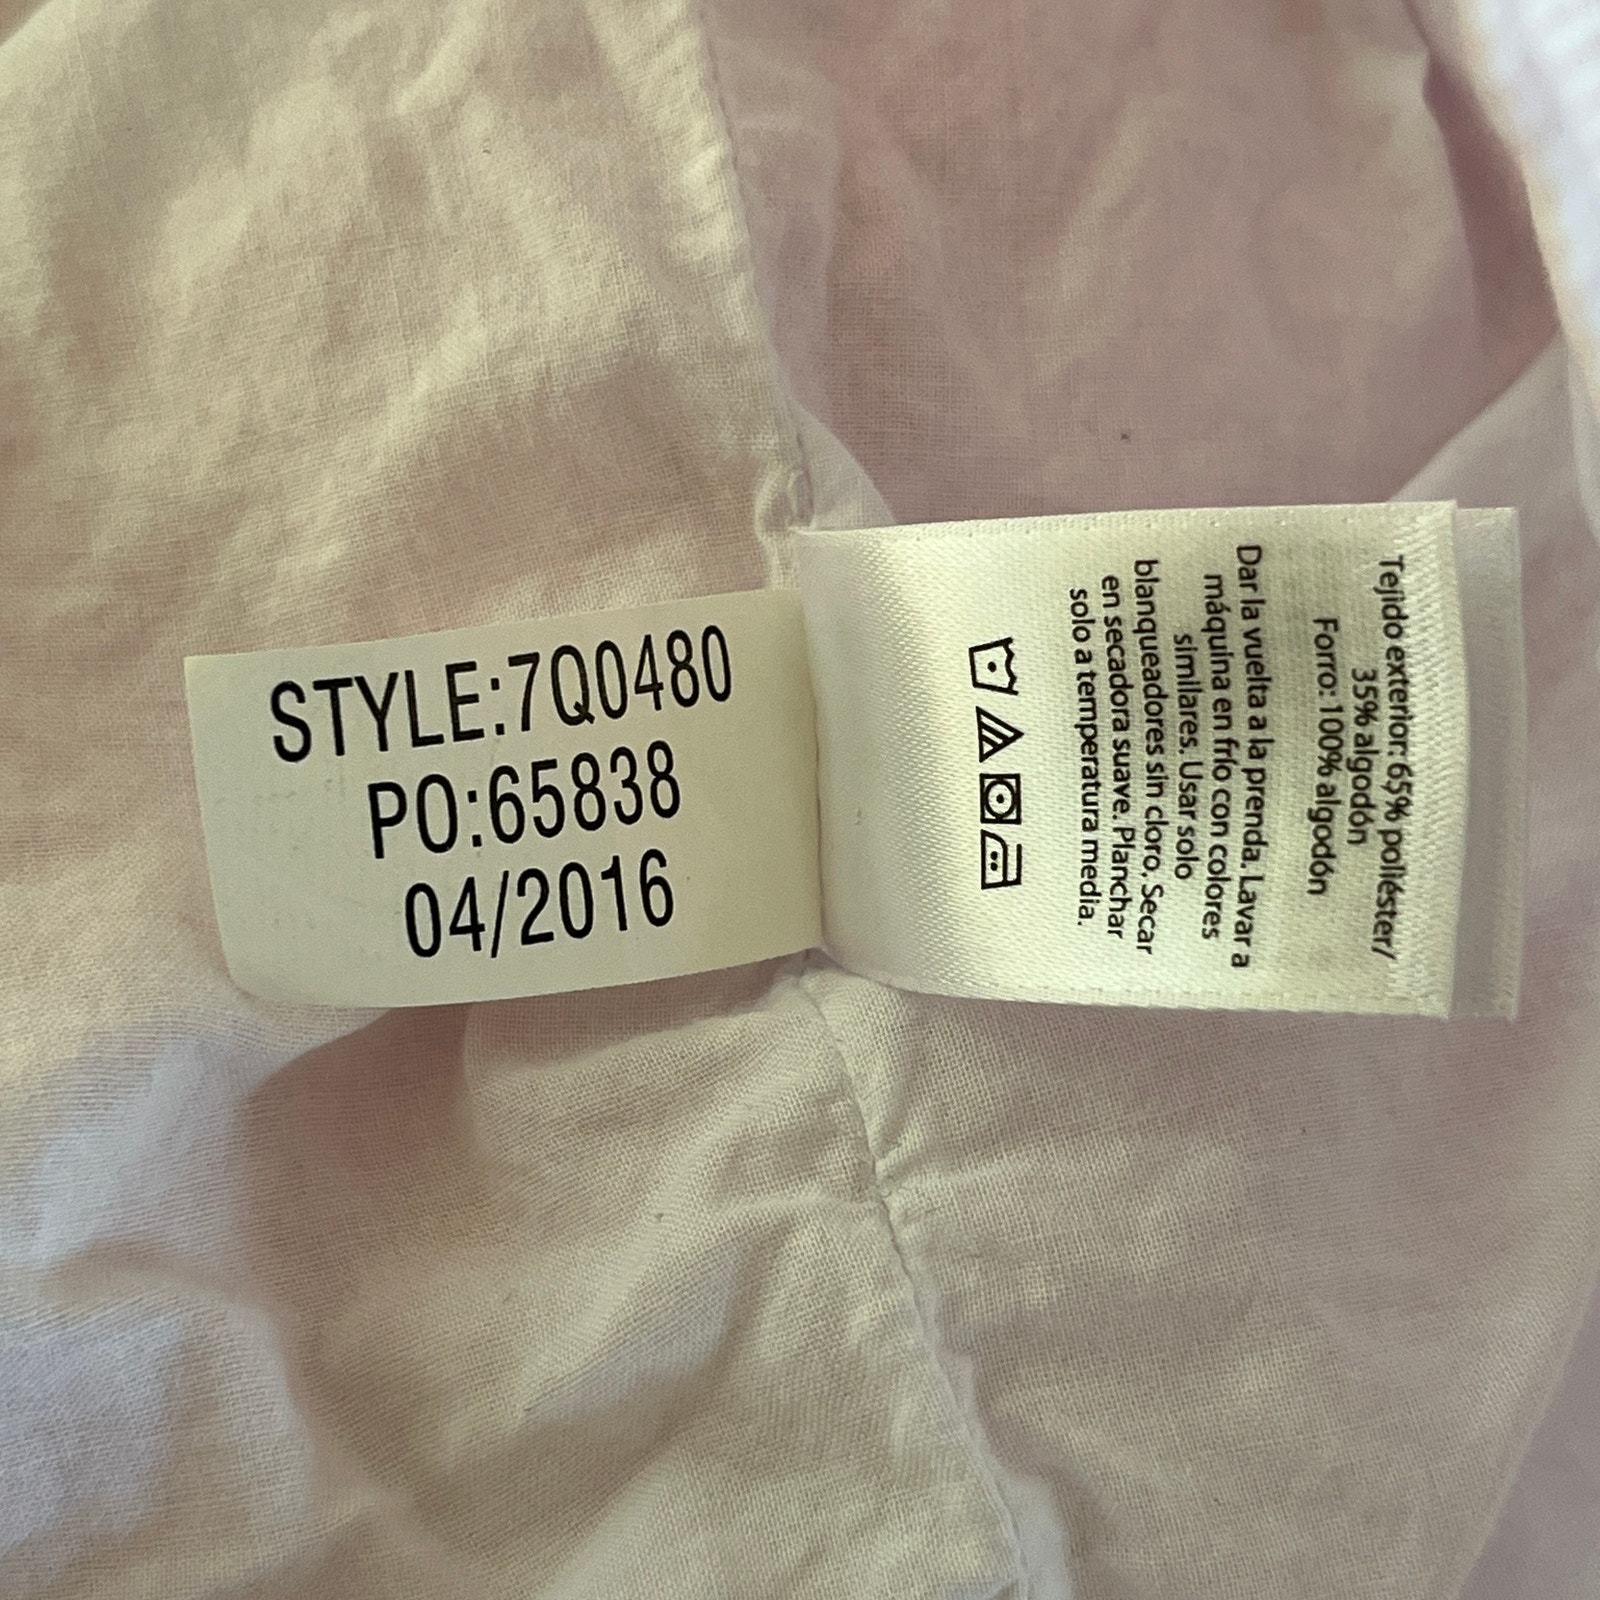 STYLE:7Q0480
PO:65838
04/2016
Tejido exterior: 65% poliéster/
35% algodón
Forro: 100% algodón
Dar la vuelta a la prenda. Lavar a
máquina en frío con colores
similares. Usar solo
blanqueadores sin cloro. Secar
en secadora suave. Planchar
solo a temperatura media.